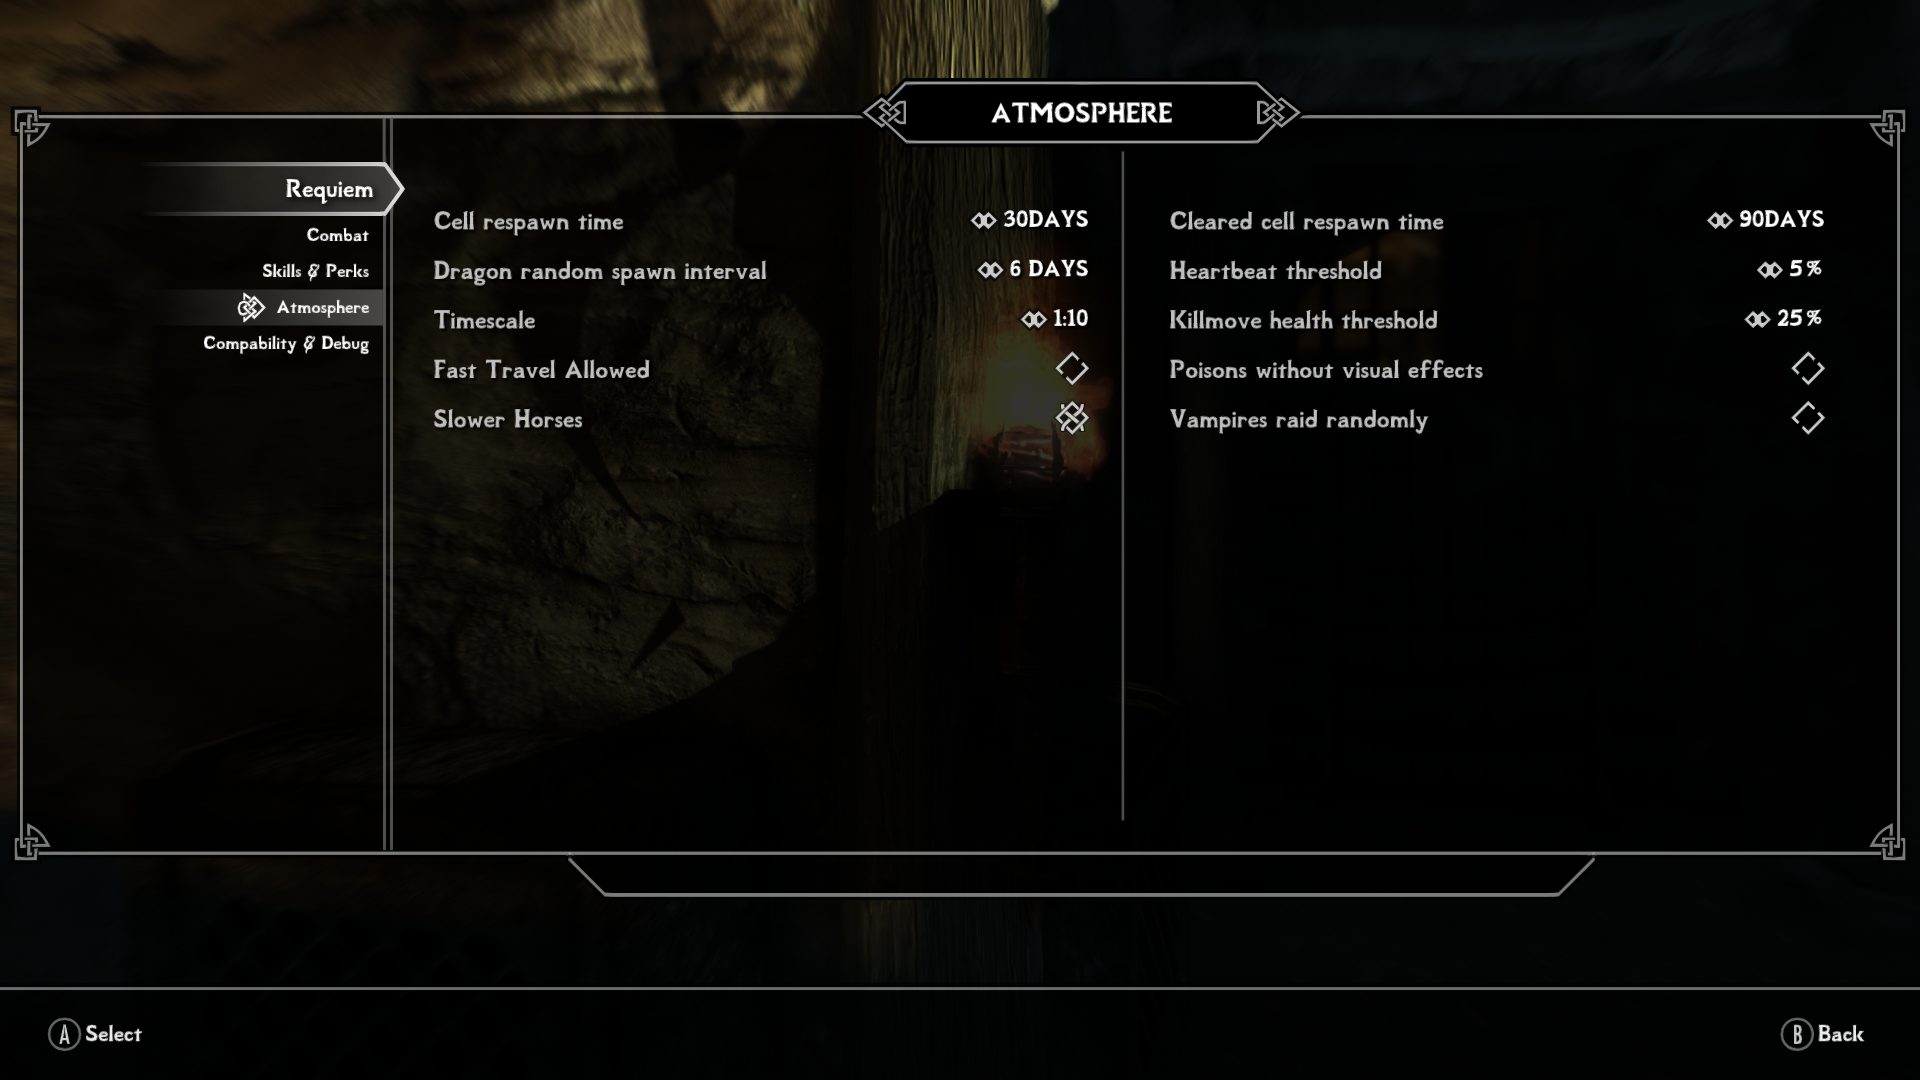 ATMOSPHERE
Requiem
Combat
Skills & Perks
Atmosphere
Compability & Debug
Cell respawn time 30DAYS
Dragon random spawn interval 6 DAYS
Timescale 1:10
Fast Travel Allowed
Slower Horses
Cleared cell respawn time 90DAYS
Heartbeat threshold 5%
Killmove health threshold 25%
Poisons without visual effects
Vampires raid randomly
A Select
B Back